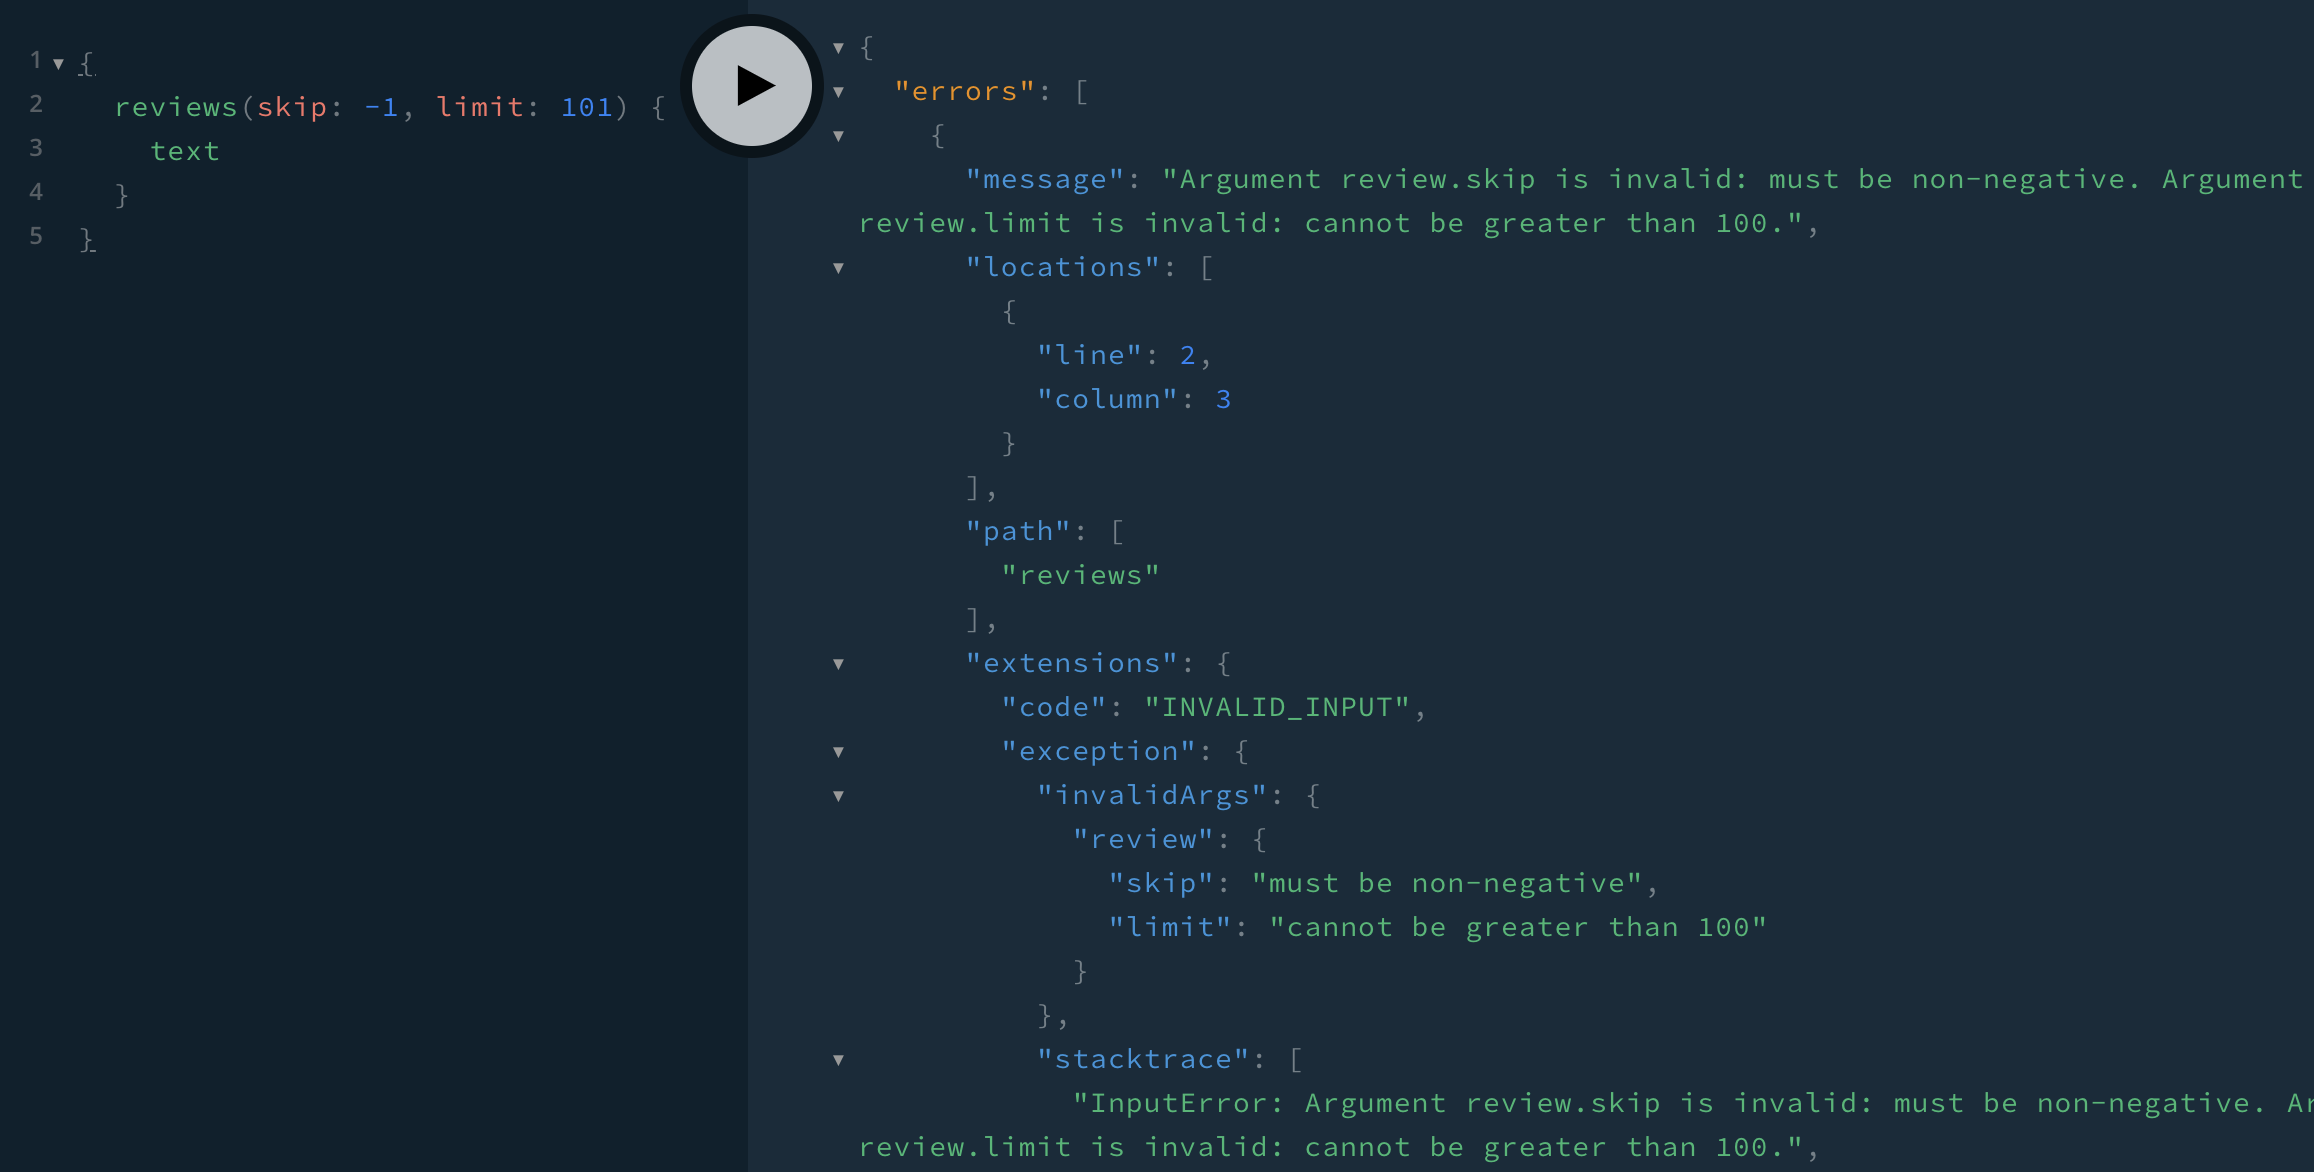 1 {
2 reviews(skip: -1, limit: 101) {
3 text
4 }
5 }
{
"errors": [
{
"message": "Argument review.skip is invalid: must be non-negative. Argument
review.limit is invalid: cannot be greater than 100.",
"locations": [
{
"line": 2,
"column": 3
}
],
"path": [
"reviews"
],
"extensions": {
"code": "INVALID_INPUT",
"exception": {
"invalidArgs": {
"review": {
"skip": "must be non-negative",
"limit": "cannot be greater than 100"
}
},
"stacktrace": [
"InputError: Argument review.skip is invalid: must be non-negative.
review.limit is invalid: cannot be greater than 100.",